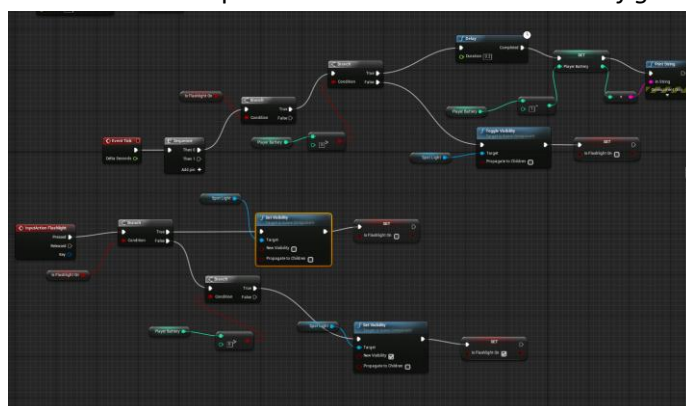 Delay
Completed
Duration
SET
Player Battery
Print String
In String
Branch
True
Condition
False
Is Flashlight On
Branch
True
Condition
False
Player Battery
Player Battery
Event Tick
Delta Seconds
Sequence
Then 0
Then 1
Add pin
Toggle Visibility
Target
Propagate to Children
Spot Light
SET
Is Flashlight On
Spot Light
Set Visibility
Target
New Visibility
Propagate to Children
SET
Is Flashlight On
InputAction Flashlight
Pressed
Released
Key
Branch
True
Condition
False
Is Flashlight On
Branch
True
Condition
False
Player Battery
Spot Light
Set Visibility
Target
New Visibility
Propagate to Children
SET
Is Flashlight On